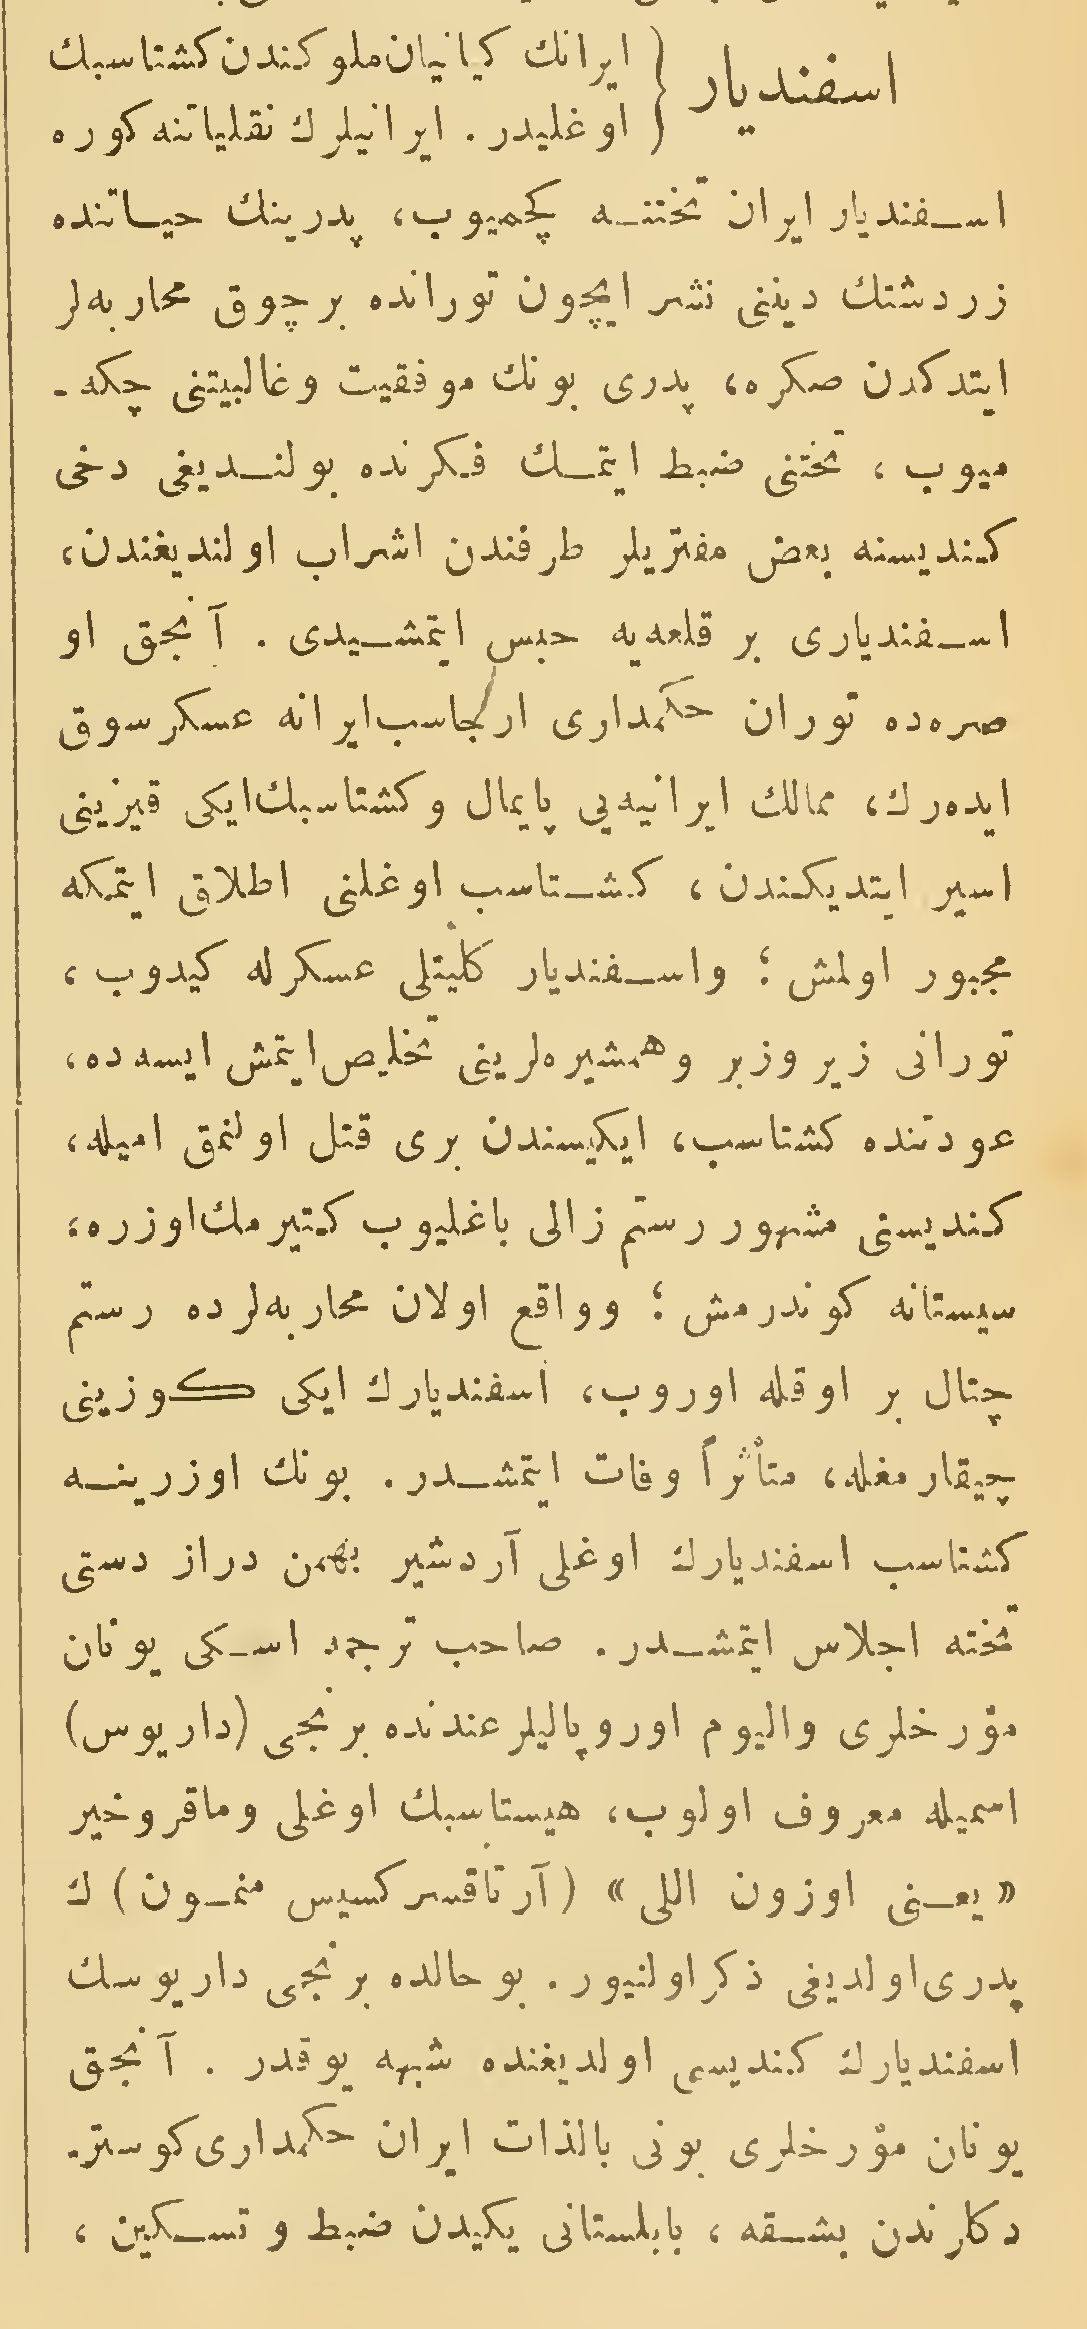 اسفندیار { ایرانك كیانیان ملوكندن كشتاسبك
اوغلیدر . ایرانیلرك نقلیاتنه كوره
اسفندیار ایران تختنه كچمیوب، پدرینك حیاتنده
زردشتك دیننی نشر ایچون تورانده برچوق محاربه‌لر
ایتدكدن صكره، پدری بونك موفقیت وغالبیتنی چكه‌ـ
میوب ، تختنی ضبط ایتمك فكرنده بولندیغی دخی
كندیسنه بعض مفتریلر طرفندن اشراب اولندیغندن،
اسفندیاری بر قلعه‌یه حبس ایتمشیدی . آنجق او
صره‌ده توران حكمداری ارجاسب ایرانه عسكر سوق
ایده‌رك، ممالك ایرانیه‌یی پایمال و كشتاسبك ایكی قیزینی
اسیر ایتدیكندن ، كشتاسب اوغلنی اطلاق ایتمكه
مجبور اولمش ؛ واسفندیار كلیتلی عسكرله كیدوب ،
تورانی زیر وزبر وهمشیره‌لرینی تخلیص ایتمش ایسه‌ده،
عودتنده كشتاسب، ایكیسندن بری قتل اولنمق املیله،
كندیسنی مشهور رستم زالی باغلیوب كتیرمك اوزره،
سیستانه كوندرمش ؛ وواقع اولان محاربه‌لرده رستم
چتال بر اوقله اوروب، اسفندیارك ایكی كوزینی
چیقارمغله، متأثراً وفات ایتمشدر . بونك اوزرینه
كشتاسب اسفندیارك اوغلی آردشیر بهمن دراز دستی
تخته اجلاس ایتمشدر . صاحب ترجمه اسكی یونان
مؤرخلری والیوم اوروپالیلر عندنده برنجی (داریوس)
اسمیله معروف اولوب، هیستاسبك اوغلی وماقروخیر
« یعنی اوزون اللی » (آرتاقسركسیس منمون) ك
پدری اولدیغی ذكر اولنیور . بو حالده برنجی داریوسك
اسفندیارك كندیسی اولدیغنده شبهه یوقدر . آنجق
یونان مؤرخلری بونی بالذات ایران حكمداری كوسترـ
دكلرندن بشقه ، بابلستانی یكیدن ضبط و تسكین ،